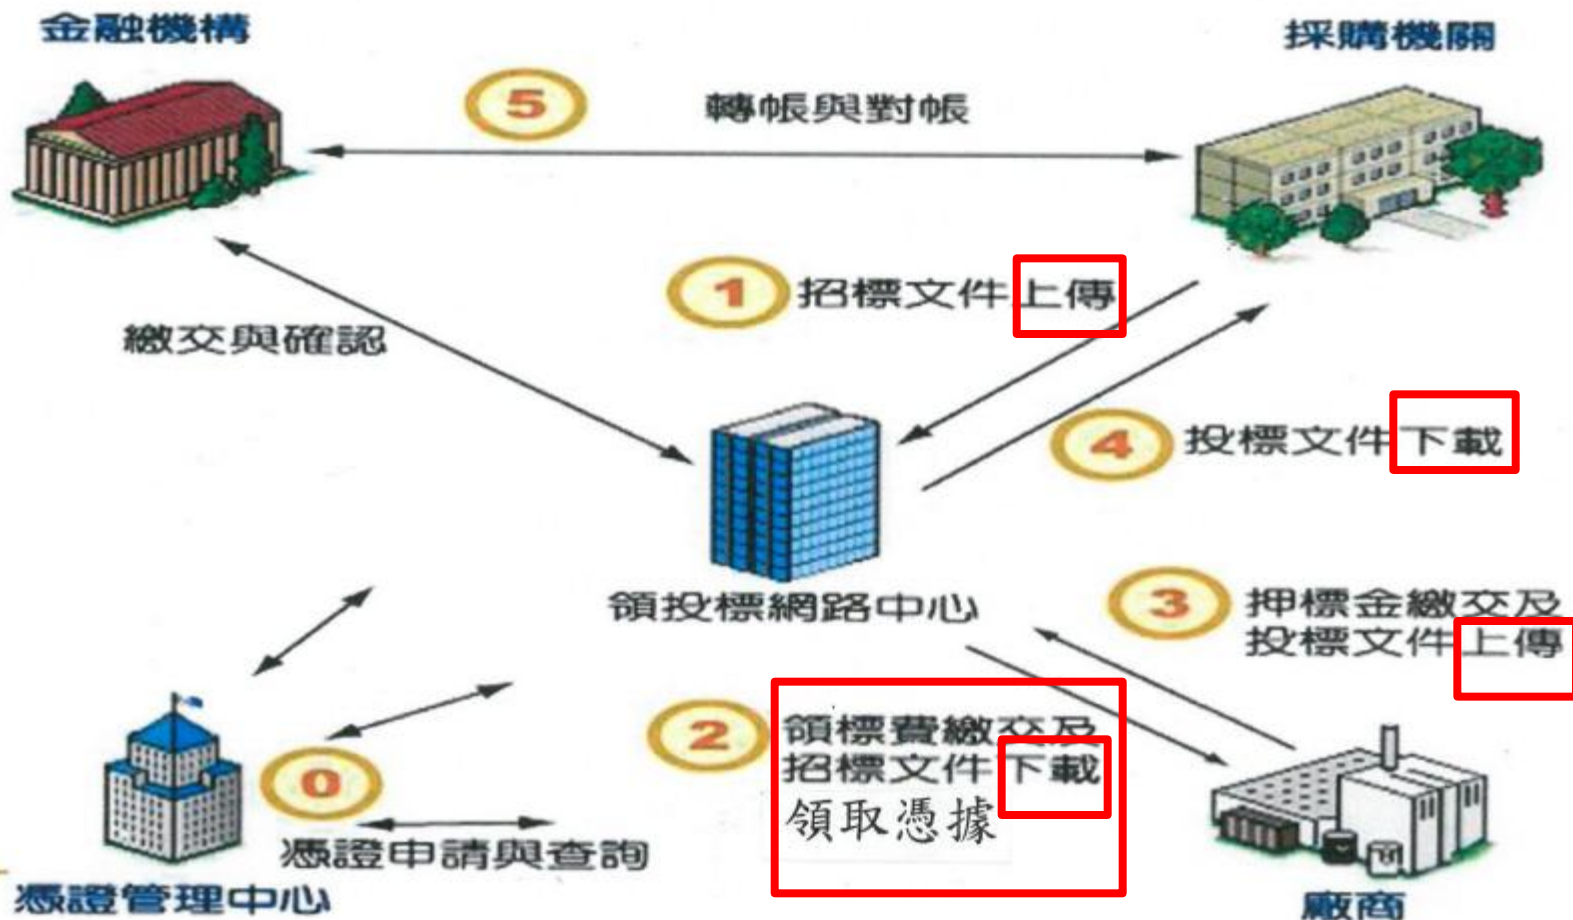 金融機構
採購機關
5 轉帳與對帳
1 招標文件上傳
繳交與確認
4 投標文件下載
領投標網路中心
3 押標金繳交及
投標文件上傳
2 領標費繳交及
招標文件下載
領取憑據
0
憑證申請與查詢
憑證管理中心
廠商